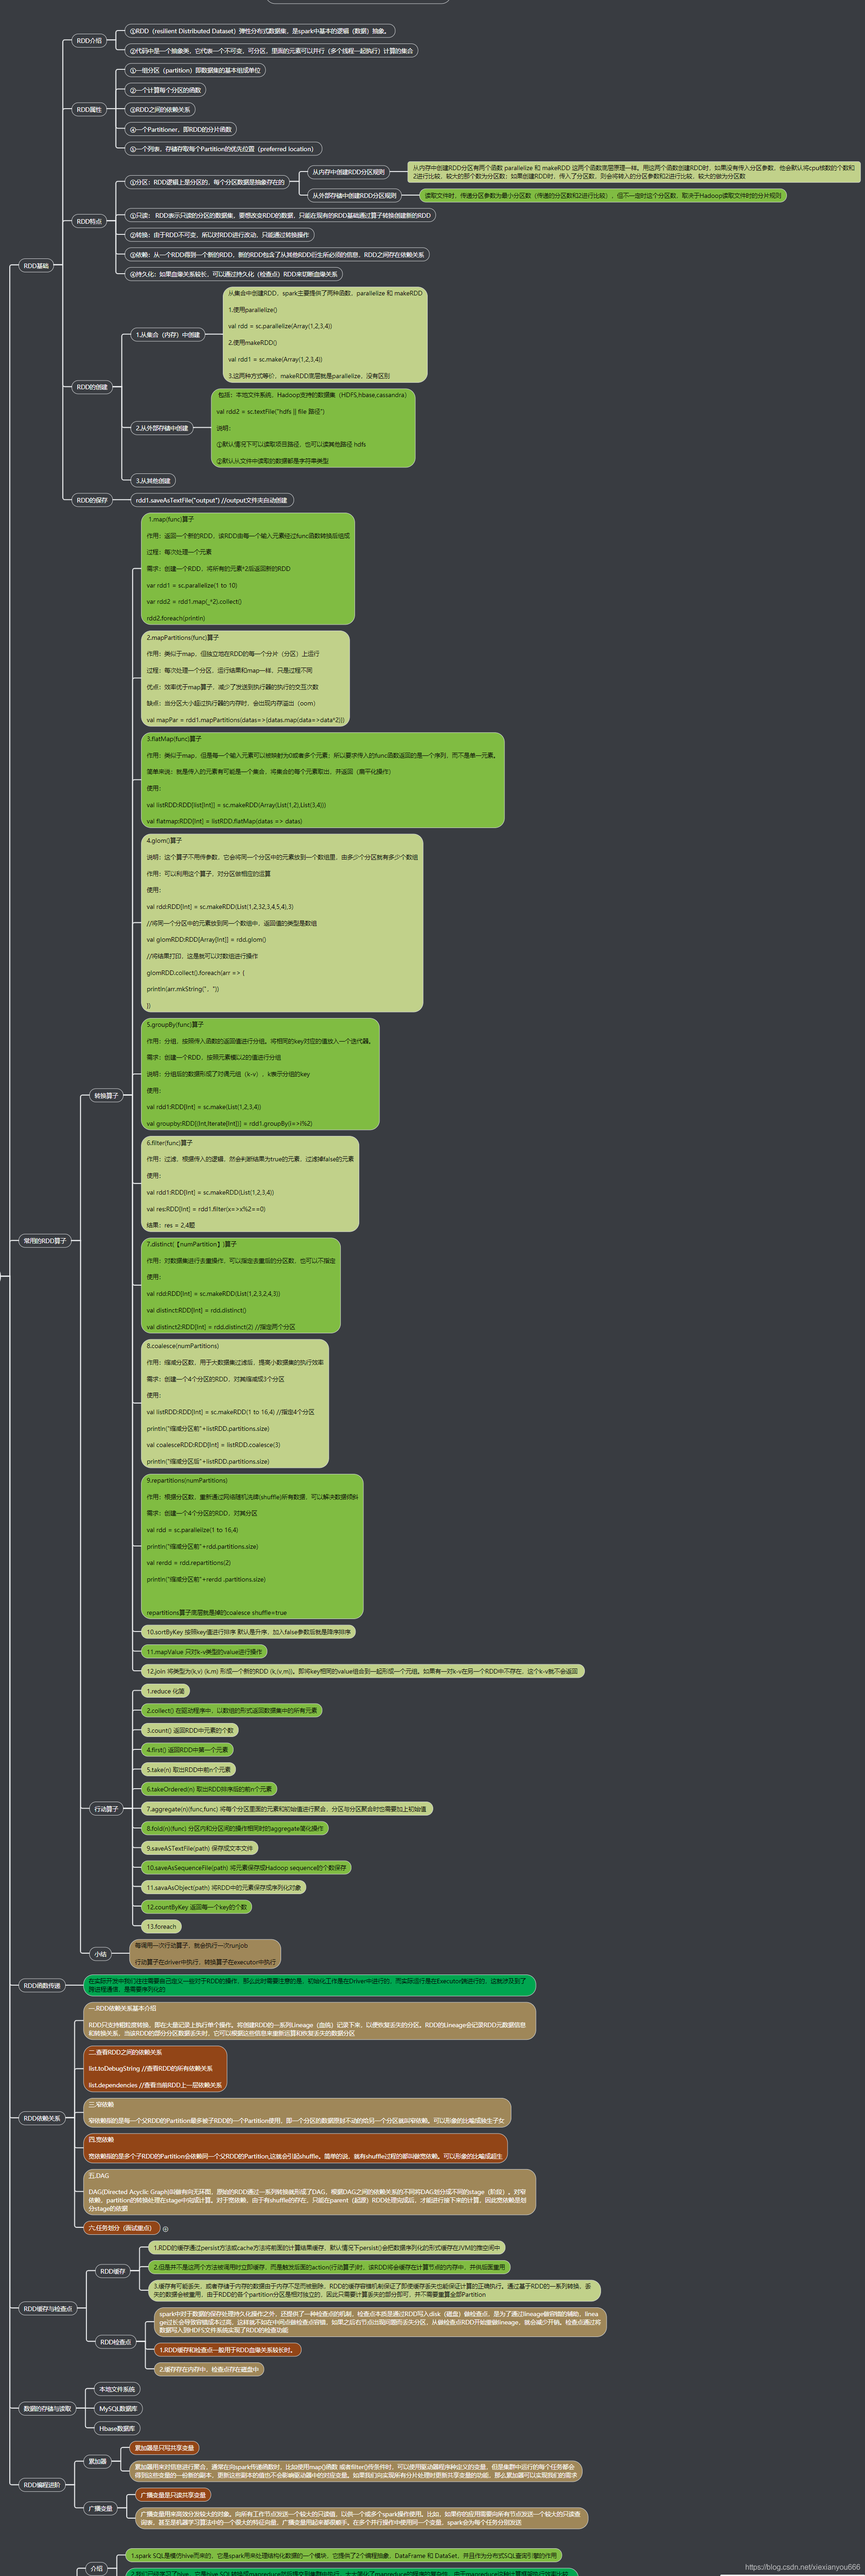 RDD基础
RDD介绍
①RDD（resilient Distributed Dataset）弹性分布式数据集，是spark中基本的逻辑（数据）抽象。
②代码中是一个抽象类，它代表一个不可变，可分区，里面的元素可以并行（多个线程一起执行）计算的集合
RDD属性
①一组分区（partition）即数据集的基本组成单位
②一个计算每个分区的函数
③RDD之间的依赖关系
④一个Partitioner，即RDD的分片函数
⑤一个列表，存储存取每个Partition的优先位置（preferred location）
RDD特点
①分区：RDD逻辑上是分区的，每个分区数据是抽象存在的
从内存中创建RDD分区规则
从内存中创建RDD分区有两个函数 parallelize 和 makeRDD 这两个函数底层原理一样。用这两个函数创建RDD时，如果没有传入分区参数，他会默认将cpu核数的个数和
2进行比较，较大的那个数为分区数；如果创建RDD时，传入了分区数，则会将转入的分区参数和2进行比较，较大的做为分区数
从外部存储中创建RDD分区规则
读取文件时，传递分区参数为最小分区数（传递的分区数和2进行比较），但不一定时这个分区数，取决于Hadoop读取文件时的分片规则
①只读： RDD表示只读的分区的数据集，要想改变RDD的数据，只能在现有的RDD基础通过算子转换创建新的RDD
②转换：由于RDD不可变，所以对RDD进行改动，只能通过转换操作
③依赖：从一个RDD得到一个新的RDD，新的RDD包含了从其他RDD衍生所必须的信息，RDD之间存在依赖关系
④持久化：如果血缘关系较长，可以通过持久化（检查点）RDD来切断血缘关系
RDD的创建
1.从集合（内存）中创建
从集合中创建RDD，spark主要提供了两种函数，parallelize 和 makeRDD
1.使用parallelize()
val rdd = sc.parallelize(Array(1,2,3,4))
2.使用makeRDD()
val rdd1 = sc.make(Array(1,2,3,4))
3.这两种方式等价，makeRDD底层就是parallelize，没有区别
2.从外部存储中创建
包括：本地文件系统，Hadoop支持的数据集（HDFS,hbase,cassandra）
val rdd2 = sc.textFile("hdfs || file 路径")
说明：
①默认情况下可以读取项目路径，也可以读其他路径 hdfs
②默认从文件中读取的数据都是字符串类型
3.从其他创建
RDD的保存
rdd1.saveAsTextFile("output") //output文件夹自动创建
常用的RDD算子
转换算子
1.map(func)算子
作用：返回一个新的RDD，该RDD由每一个输入元素经过func函数转换后组成
过程：每次处理一个元素
需求：创建一个RDD，将所有的元素*2后返回新的RDD
var rdd1 = sc.parallelize(1 to 10)
var rdd2 = rdd1.map(_*2).collect()
rdd2.foreach(println)
2.mapPartitions(func)算子
作用：类似于map，但独立地在RDD的每一个分片（分区）上运行
过程：每次处理一个分区，运行结果和map一样，只是过程不同
优点：效率优于map算子，减少了发送到执行器的执行的交互次数
缺点：当分区大小超过执行器的内存时，会出现内存溢出（oom）
val mapPar = rdd1.mapPartitions(datas=>{datas.map(data=>data*2)})
3.flatMap(func)算子
作用：类似于map，但是每一个输入元素可以被映射为0或者多个元素；所以要求传入的func函数返回的是一个序列，而不是单一元素。
简单来说：就是传入的元素有可能是一个集合，将集合的每个元素取出，并返回（扁平化操作）
使用：
val listRDD:RDD[list[Int]] = sc.makeRDD(Array(List(1,2),List(3,4)))
val flatmap:RDD[Int] = listRDD.flatMap(datas => datas)
4.glom()算子
说明：这个算子不用传参数，它会将同一个分区中的元素放到一个数组里，由多少个分区就有多少个数组
作用：可以利用这个算子，对分区做相应的运算
使用：
val rdd:RDD[Int] = sc.makeRDD(List(1,2,32,3,4,5,4),3)
//将同一个分区中的元素放到同一个数组中，返回值的类型是数组
val glomRDD:RDD[Array[Int]] = rdd.glom()
//将结果打印，这是就可以对数组进行操作
glomRDD.collect().foreach(arr => {
println(arr.mkString("，"))
})
5.groupBy(func)算子
作用：分组，按照传入函数的返回值进行分组。将相同的key对应的值放入一个迭代器。
需求：创建一个RDD，按照元素模以2的值进行分组
说明：分组后的数据形成了对偶元组（k-v），k表示分组的key
使用：
val rdd1:RDD[Int] = sc.make(List(1,2,3,4))
val groupby:RDD[(Int,Iterate[Int])] = rdd1.groupBy(i=>i%2)
6.filter(func)算子
作用：过滤，根据传入的逻辑，然会判断结果为true的元素，过滤掉false的元素
使用：
val rdd1:RDD[Int] = sc.makeRDD(List(1,2,3,4))
val res:RDD[Int] = rdd1.filter(x=>x%2==0)
结果：res = 2,4题
7.distinct(【numPartition】)算子
作用：对数据集进行去重操作，可以指定去重后的分区数，也可以不指定
使用：
val rdd:RDD[Int] = sc.makeRDD(List(1,2,3,2,4,3))
val distinct:RDD[Int] = rdd.distinct()
val distinct2:RDD[Int] = rdd.distinct(2) //指定两个分区
8.coalesce(numPartitions)
作用：缩减分区数，用于大数据集过滤后，提高小数据集的执行效率
需求：创建一个4个分区的RDD，对其缩减成3个分区
使用：
val listRDD:RDD[Int] = sc.makeRDD(1 to 16,4) //指定4个分区
println("缩减分区前"+listRDD.partitions.size)
val coalesceRDD:RDD[Int] = listRDD.coalesce(3)
println("缩减分区后"+listRDD.partitions.size)
9.repartitions(numPartitions)
作用：根据分区数，重新通过网络随机洗牌(shuffle)所有数据，可以解决数据倾斜
需求：创建一个4个分区的RDD，对其分区
val rdd = sc.parallelize(1 to 16,4)
println("缩减分区前"+rdd.partitions.size)
val rerdd = rdd.repartitions(2)
println("缩减分区前"+rerdd .partitions.size)
repartitions算子底层就是掉的coalesce shuffle=true
10.sortByKey 按照key值进行排序 默认是升序，加入false参数后就是降序排序
11.mapValue 只对k-v类型的value进行操作
12.join 将类型为(k,v) (k,m) 形成一个新的RDD (k,(v,m))。即将key相同的value组合到一起形成一个元组。如果有一对k-v在另一个RDD中不存在，这个k-v就不会返回
行动算子
1.reduce 化简
2.collect() 在驱动程序中，以数组的形式返回数据集中的所有元素
3.count() 返回RDD中元素的个数
4.first() 返回RDD中第一个元素
5.take(n) 取出RDD中前n个元素
6.takeOrdered(n) 取出RDD排序后的前n个元素
7.aggregate(n)(func,func) 将每个分区里面的元素和初始值进行聚合，分区与分区聚合时也需要加上初始值
8.fold(n)(func) 分区内和分区间的操作相同时的aggregate简化操作
9.saveASTextFile(path) 保存成文本文件
10.saveAsSequenceFile(path) 将元素保存成Hadoop sequence的个数保存
11.savaAsObject(path) 将RDD中的元素保存成序列化对象
12.countByKey 返回每一个key的个数
13.foreach
小结
每调用一次行动算子，就会执行一次runjob
行动算子在driver中执行，转换算子在executor中执行
RDD函数传递
在实际开发中我们往往需要自己定义一些对于RDD的操作，那么此时需要注意的是，初始化工作是在Driver中进行的，而实际运行是在Executor端进行的，这就涉及到了
跨进程通信，是需要序列化的
RDD依赖关系
一.RDD依赖关系基本介绍
RDD只支持粗粒度转换，即在大量记录上执行单个操作。将创建RDD的一系列Lineage（血统）记录下来，以便恢复丢失的分区。RDD的Lineage会记录RDD元数据信息
和转换关系，当该RDD的部分分区数据丢失时，它可以根据这些信息来重新运算和恢复丢失的数据分区
二.查看RDD之间的依赖关系
list.toDebugString //查看RDD的所有依赖关系
list.dependencies //查看当前RDD上一层依赖关系
三.窄依赖
窄依赖指的是每一个父RDD的Partition最多被子RDD的一个Partition使用，即一个分区的数据原封不动的给另一个分区就叫窄依赖。可以形象的比喻成独生子女
四.宽依赖
宽依赖指的是多个子RDD的Partition会依赖同一个父RDD的Partition,这就会引起shuffle。简单的说，就有shuffle过程的都叫做宽依赖。可以形象的比喻成超生
五.DAG
DAG(Directed Acyclic Graph)叫做有向无环图，原始的RDD通过一系列转换就形成了DAG，根据DAG之间的依赖关系的不同将DAG划分成不同的stage（阶段）。对窄
依赖，partition的转换处理在stage中完成计算。对于宽依赖，由于有shuffle的存在，只能在parent（起源）RDD处理完成后，才能进行接下来的计算，因此宽依赖是划
分stage的依据
六.任务划分（面试重点）
RDD缓存与检查点
RDD缓存
1.RDD的缓存通过persist方法或cache方法将前面的计算结果缓存，默认情况下persist()会把数据序列化的形式缓存在JVM的堆空间中
2.但是并不是这两个方法被调用时立即缓存，而是触发后面的action(行动算子)时，该RDD将会缓存在计算节点的内存中，并供后面重用
3.缓存有可能丢失，或者存储于内存的数据由于内存不足而被删除，RDD的缓存容错机制保证了即使缓存丢失也能保证计算的正确执行。通过基于RDD的一系列转换，丢
失的数据会被重用，由于RDD的各个partition分区是相对独立的，因此只需要计算丢失的部分即可，并不需要重算全部Partition
RDD检查点
spark中对于数据的保存处理持久化操作之外，还提供了一种检查点的机制，检查点本质是通过RDD写入disk（磁盘）做检查点，是为了通过lineage做容错的辅助，linea
ge过长会导致容错成本过高，这样就不如在中间点做检查点容错，如果之后右节点出现问题而丢失分区，从做检查点RDD开始重做lineage，就会减少开销。检查点通过将
数据写入到HDFS文件系统实现了RDD的检查功能
1.RDD缓存和检查点一般用于RDD血缘关系较长时。
2.缓存存在内存中，检查点存在磁盘中
数据的存储与读取
本地文件系统
MySQL数据库
Hbase数据库
RDD编程进阶
累加器
累加器是只写共享变量
累加器用来对信息进行聚合，通常在向spark传递函数时，比如使用map()函数 或者filter()传条件时，可以使用驱动器程序种定义的变量，但是集群中运行的每个任务都会
得到这些变量的一份新的副本，更新这些副本的值也不会影响驱动器中的对应变量。如果我们向实现所有分片处理时更新共享变量的功能，那么累加器可以实现我们的需求
广播变量
广播变量是只读共享变量
广播变量用来高效分发较大的对象。向所有工作节点发送一个较大的只读值，以供一个或多个spark操作使用。比如，如果你的应用需要向所有节点发送一个较大的只读查
询表，甚至是机器学习算法中的一个很大的特征向量，广播变量用起来都很顺手。在多个并行操作中使用同一个变量，spark会为每个任务分别发送
介绍
1.spark SQL是模仿hive而来的，它是spark用来处理结构化数据的一个模块，它提供了2个编程抽象，DataFrame 和 DataSet，并且作为分布式SQL查询引擎的作用
https://blog.csdn.net/xiexianyou666